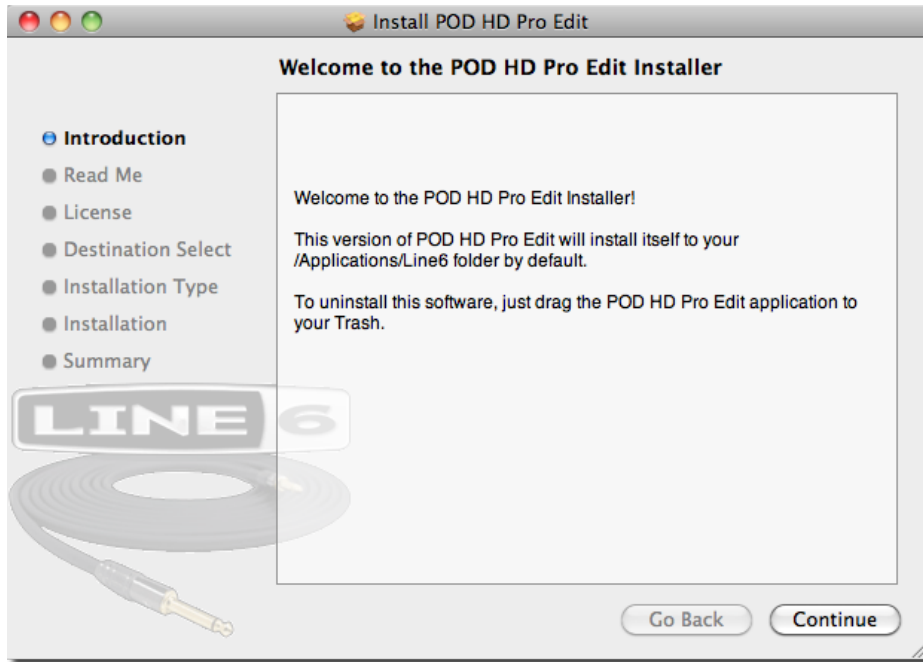 Install POD HD Pro Edit
Welcome to the POD HD Pro Edit Installer
Introduction
Read Me
License
Destination Select
Installation Type
Installation
Summary
LINE 6
Welcome to the POD HD Pro Edit Installer!
This version of POD HD Pro Edit will install itself to your
/Applications/Line6 folder by default.
To uninstall this software, just drag the POD HD Pro Edit application to
your Trash.
Go Back
Continue